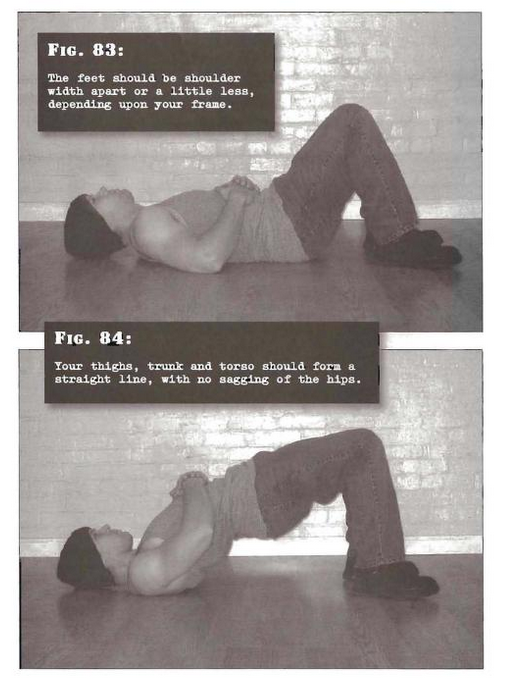 FIG. 83:
The feet should be shoulder
width apart or a little less,
depending upon your frame.
FIG. 84:
Your thighs, trunk and torso should form a
straight line, with no sagging of the hips.